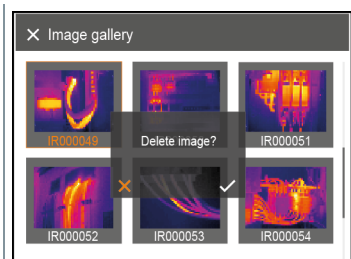 Image gallery
IR000049
IR000051
Delete image?
IR000052
IR000053
IR000054